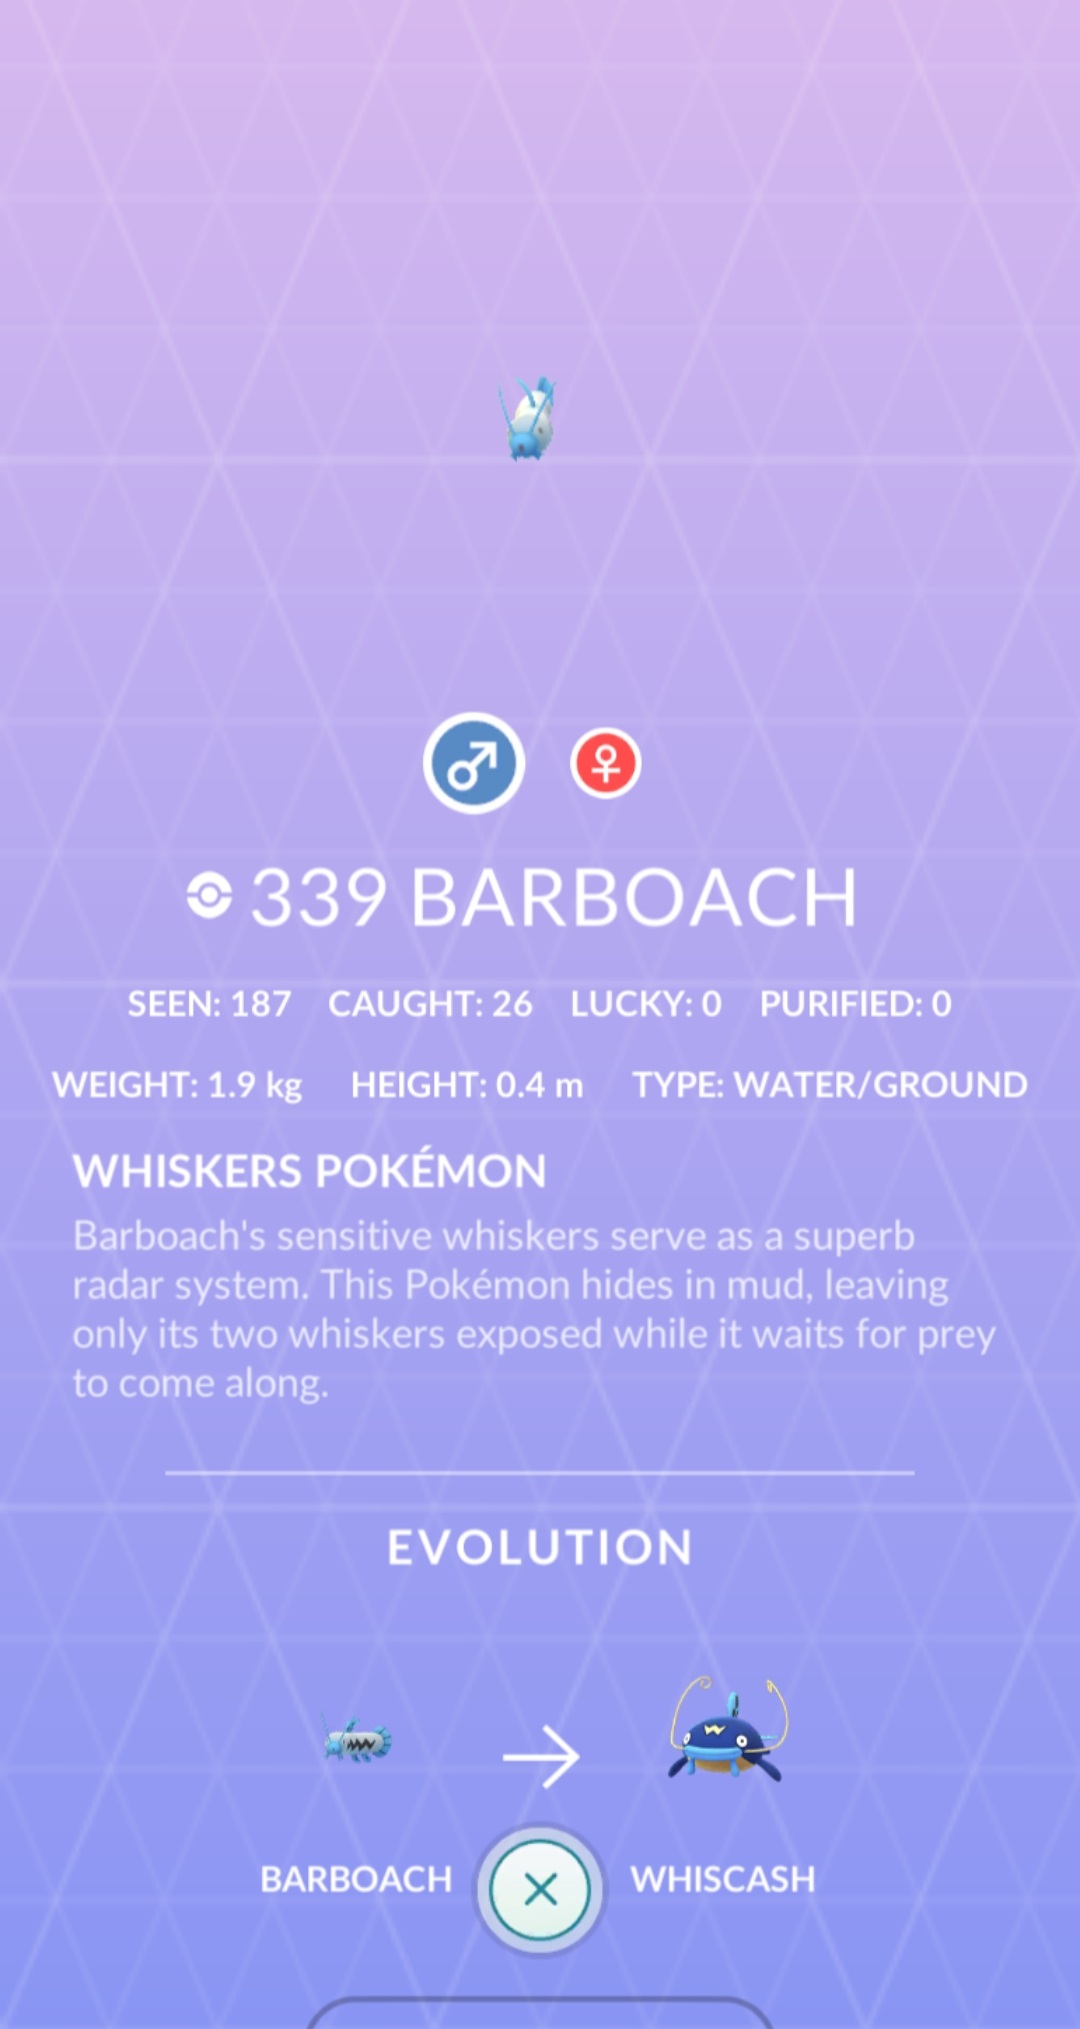 339 BARBOACH
SEEN: 187 CAUGHT: 26 LUCKY: 0 PURIFIED: 0
WEIGHT: 1.9 kg HEIGHT: 0.4 m TYPE: WATER/GROUND
WHISKERS POKÉMON
Barboach's sensitive whiskers serve as a superb
radar system. This Pokémon hides in mud, leaving
only its two whiskers exposed while it waits for prey
to come along.
EVOLUTION
BARBOACH WHISCASH